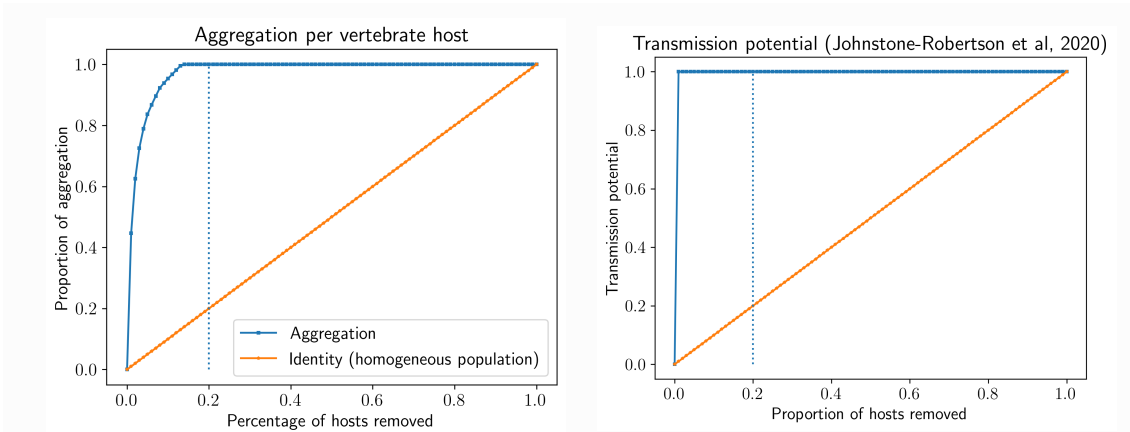 Aggregation per vertebrate host
Proportion of aggregation
1.0
0.8
0.6
0.4
0.2
0.0
Aggregation
Identity (homogeneous population)
0.0 0.2 0.4 0.6 0.8 1.0
Percentage of hosts removed
Transmission potential (Johnstone-Robertson et al, 2020)
Transmission potential
1.0
0.8
0.6
0.4
0.2
0.0
0.0 0.2 0.4 0.6 0.8 1.0
Proportion of hosts removed